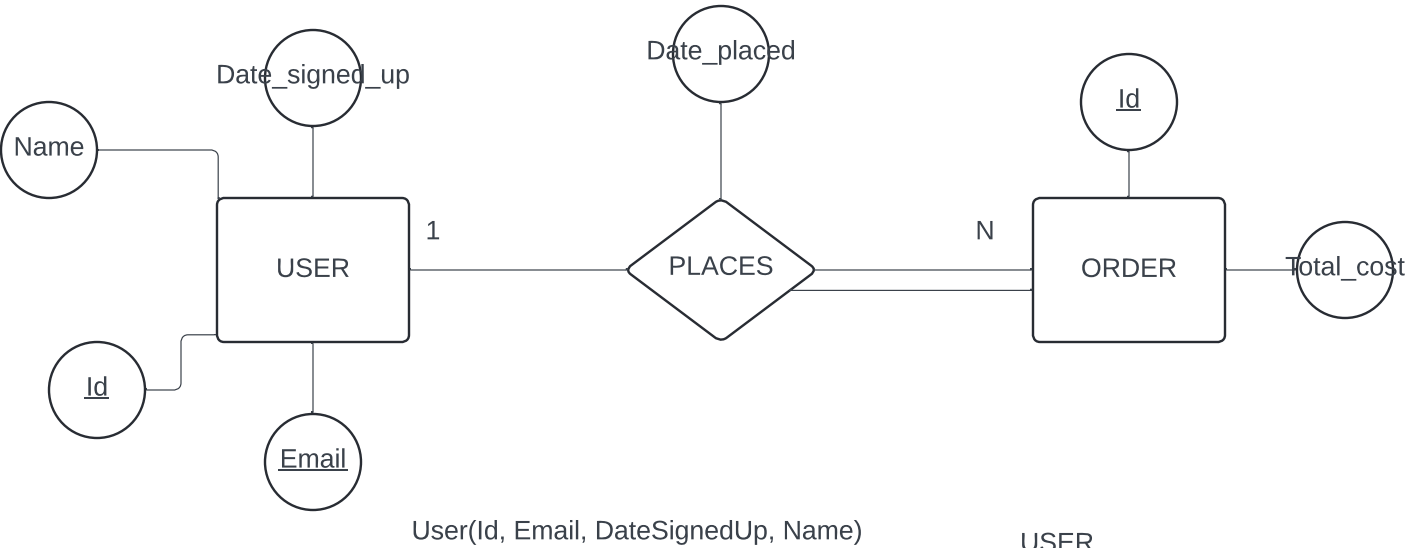 Date_placed
Date_signed_up
Id
Name
1
N
USER
PLACES
ORDER
Total_cost
Id
Email
User(Id, Email, DateSignedUp, Name)
USER